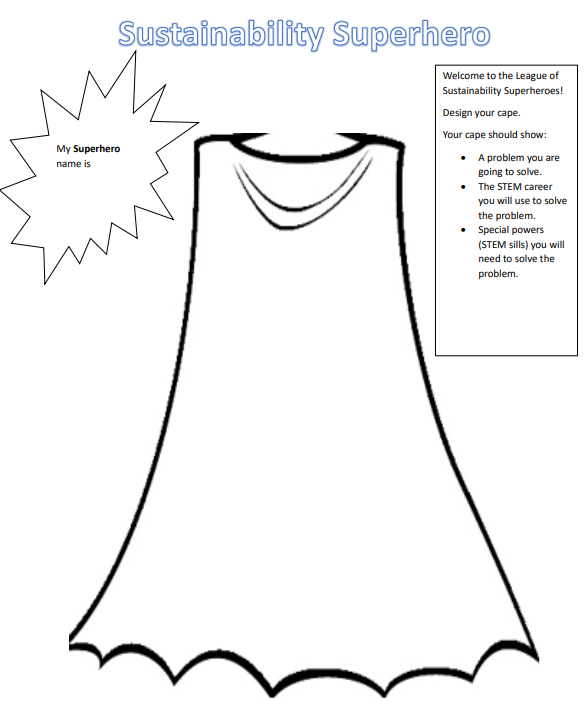 Sustainability Superhero
My Superhero
name is
Welcome to the League of
Sustainability Superheroes!
Design your cape.
Your cape should show:
• A problem you are
going to solve.
• The STEM career
you will use to solve
the problem.
• Special powers
(STEM sills) you will
need to solve the
problem.